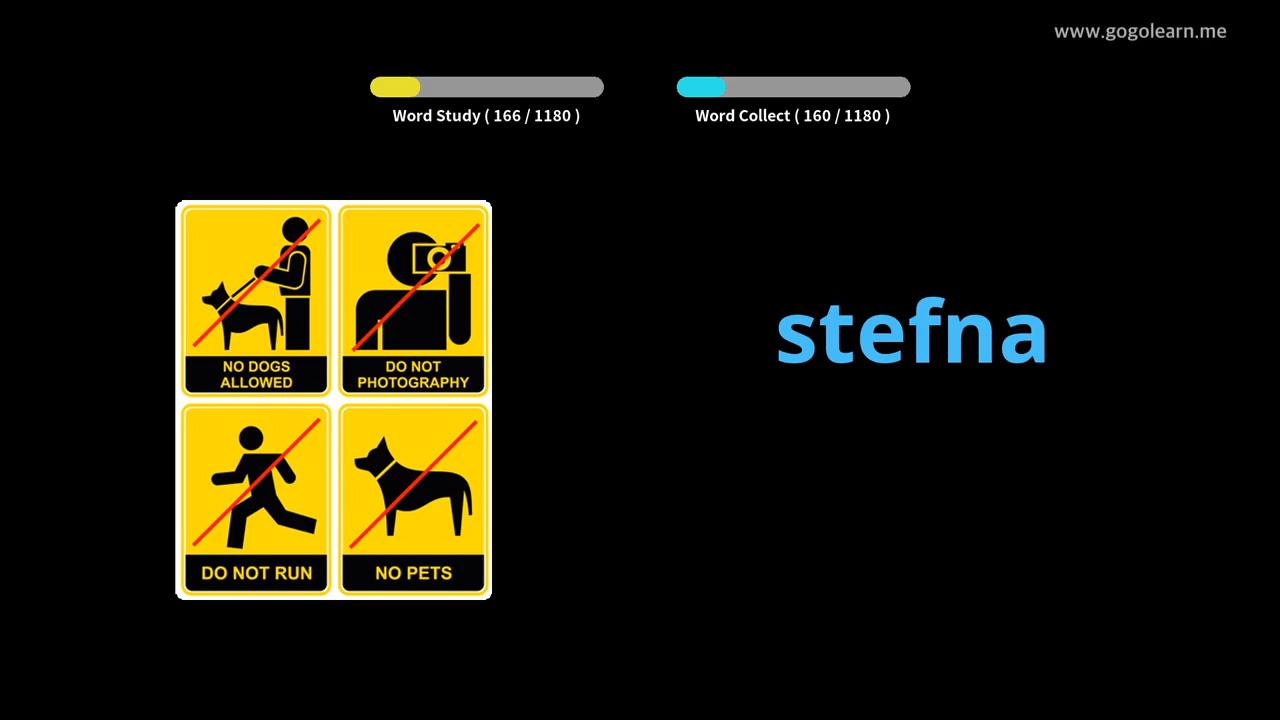 www.gogolearn.me
Word Study ( 166 / 1180 )
Word Collect ( 160 / 1180 )
NO DOGS
ALLOWED
DO NOT
PHOTOGRAPHY
DO NOT RUN
NO PETS
stefna